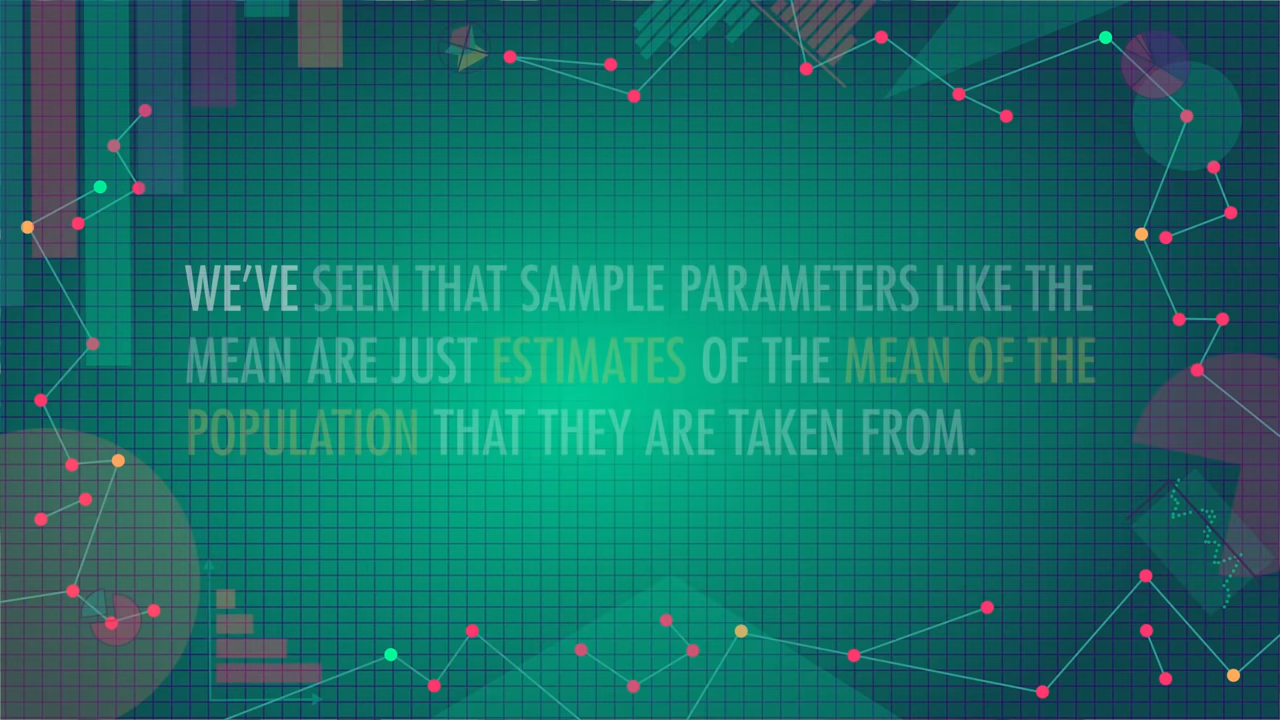 WE'VE SEEN THAT SAMPLE PARAMETERS LIKE THE
MEAN ARE JUST ESTIMATES OF THE MEAN OF THE
POPULATION THAT THEY ARE TAKEN FROM.